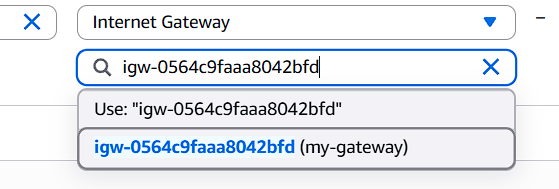 Internet Gateway
igw-0564c9faaa8042bfd
Use: "igw-0564c9faaa8042bfd"
igw-0564c9faaa8042bfd (my-gateway)